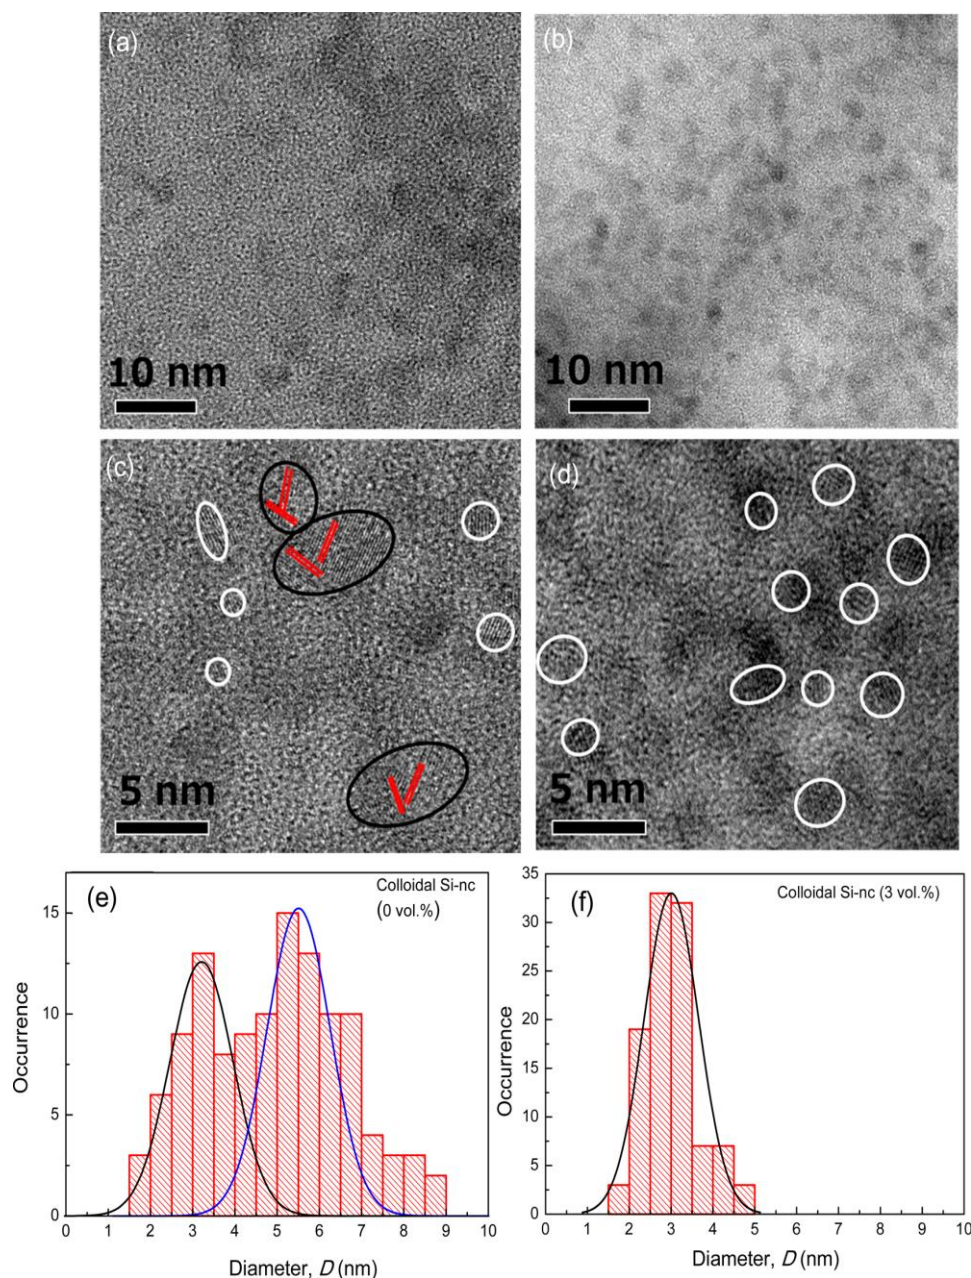 (a)
10 nm
(b)
10 nm
(c)
5 nm
(d)
5 nm
(e)
Colloidal Si-nc
(0 vol.%)
15
10
5
0
Occurrence
0 1 2 3 4 5 6 7 8 9 10
Diameter, D (nm)
(f)
Colloidal Si-nc (3 vol.%)
35
30
25
20
15
10
5
0
Occurrence
0 1 2 3 4 5 6 7 8 9 10
Diameter, D (nm)